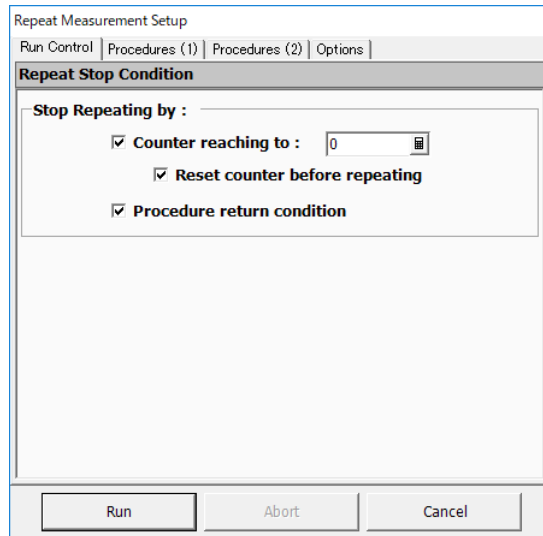 Repeat Measurement Setup
Run Control Procedures (1) Procedures (2) Options
Repeat Stop Condition
Stop Repeating by :
Counter reaching to : 0
Reset counter before repeating
Procedure return condition
Run Abort Cancel